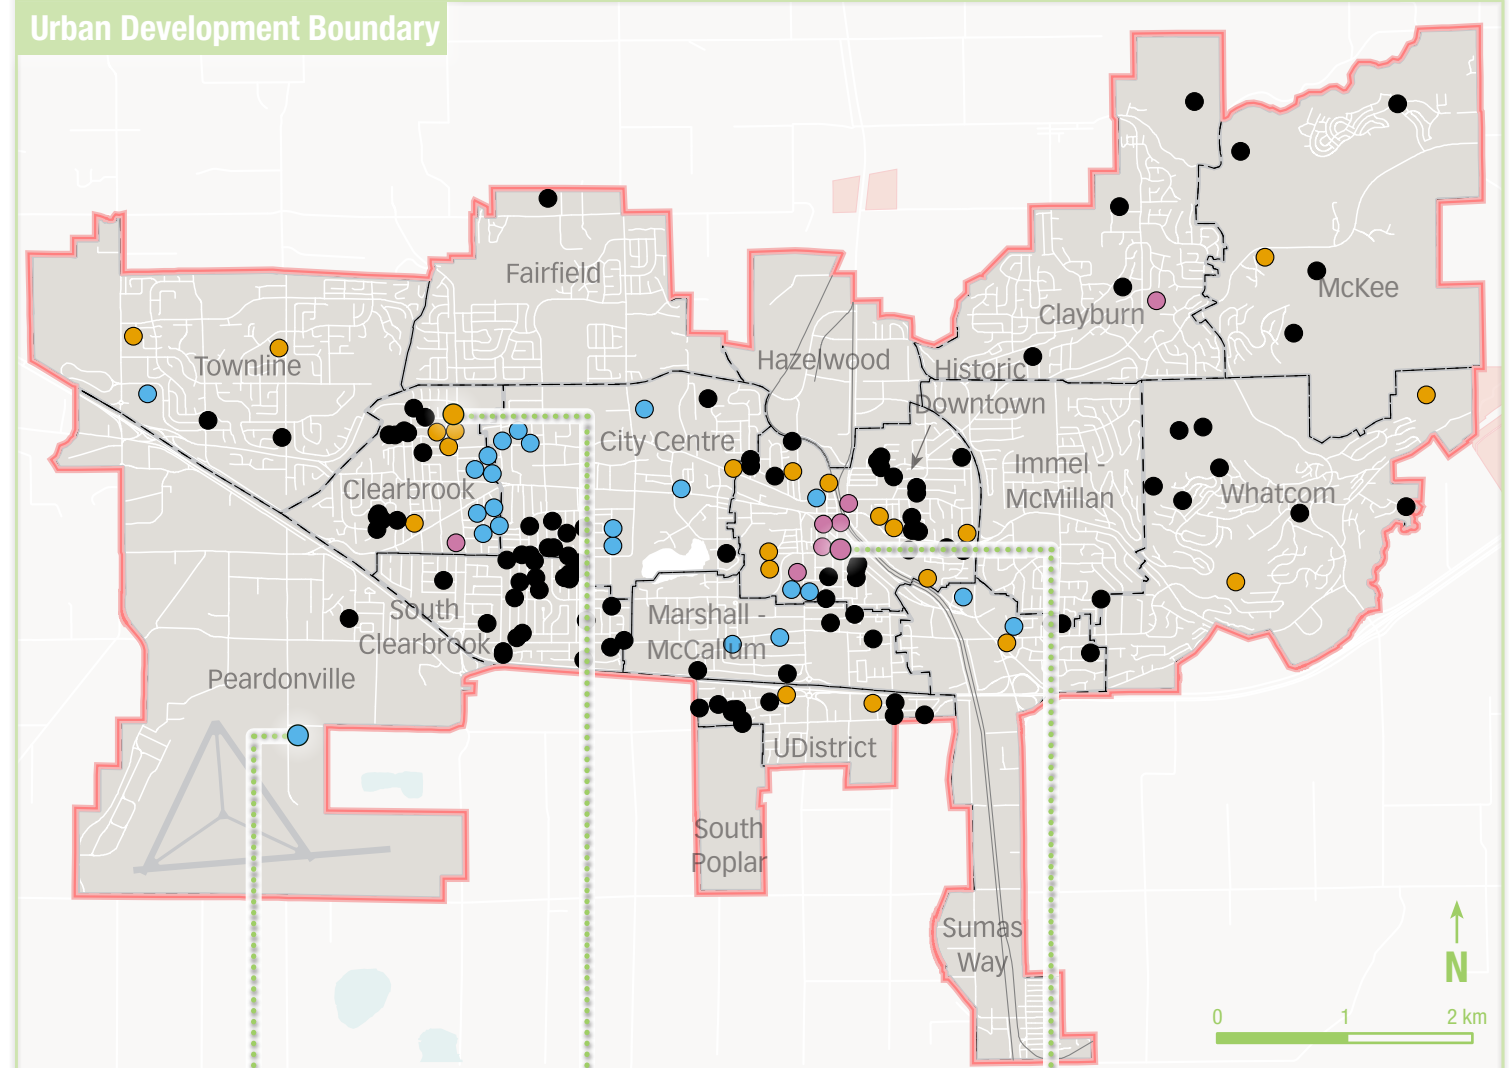 Urban Development Boundary
Fairfield
McKee
Clayburn
Townline
Hazelwood
Historic
Downtown
City Centre
Immel -
McMillan
Clearbrook
Whatcom
South
Clearbrook
Marshall -
McCallum
Peardonville
UDistrict
South
Poplar
Sumas
Way
N
0 1 2 km